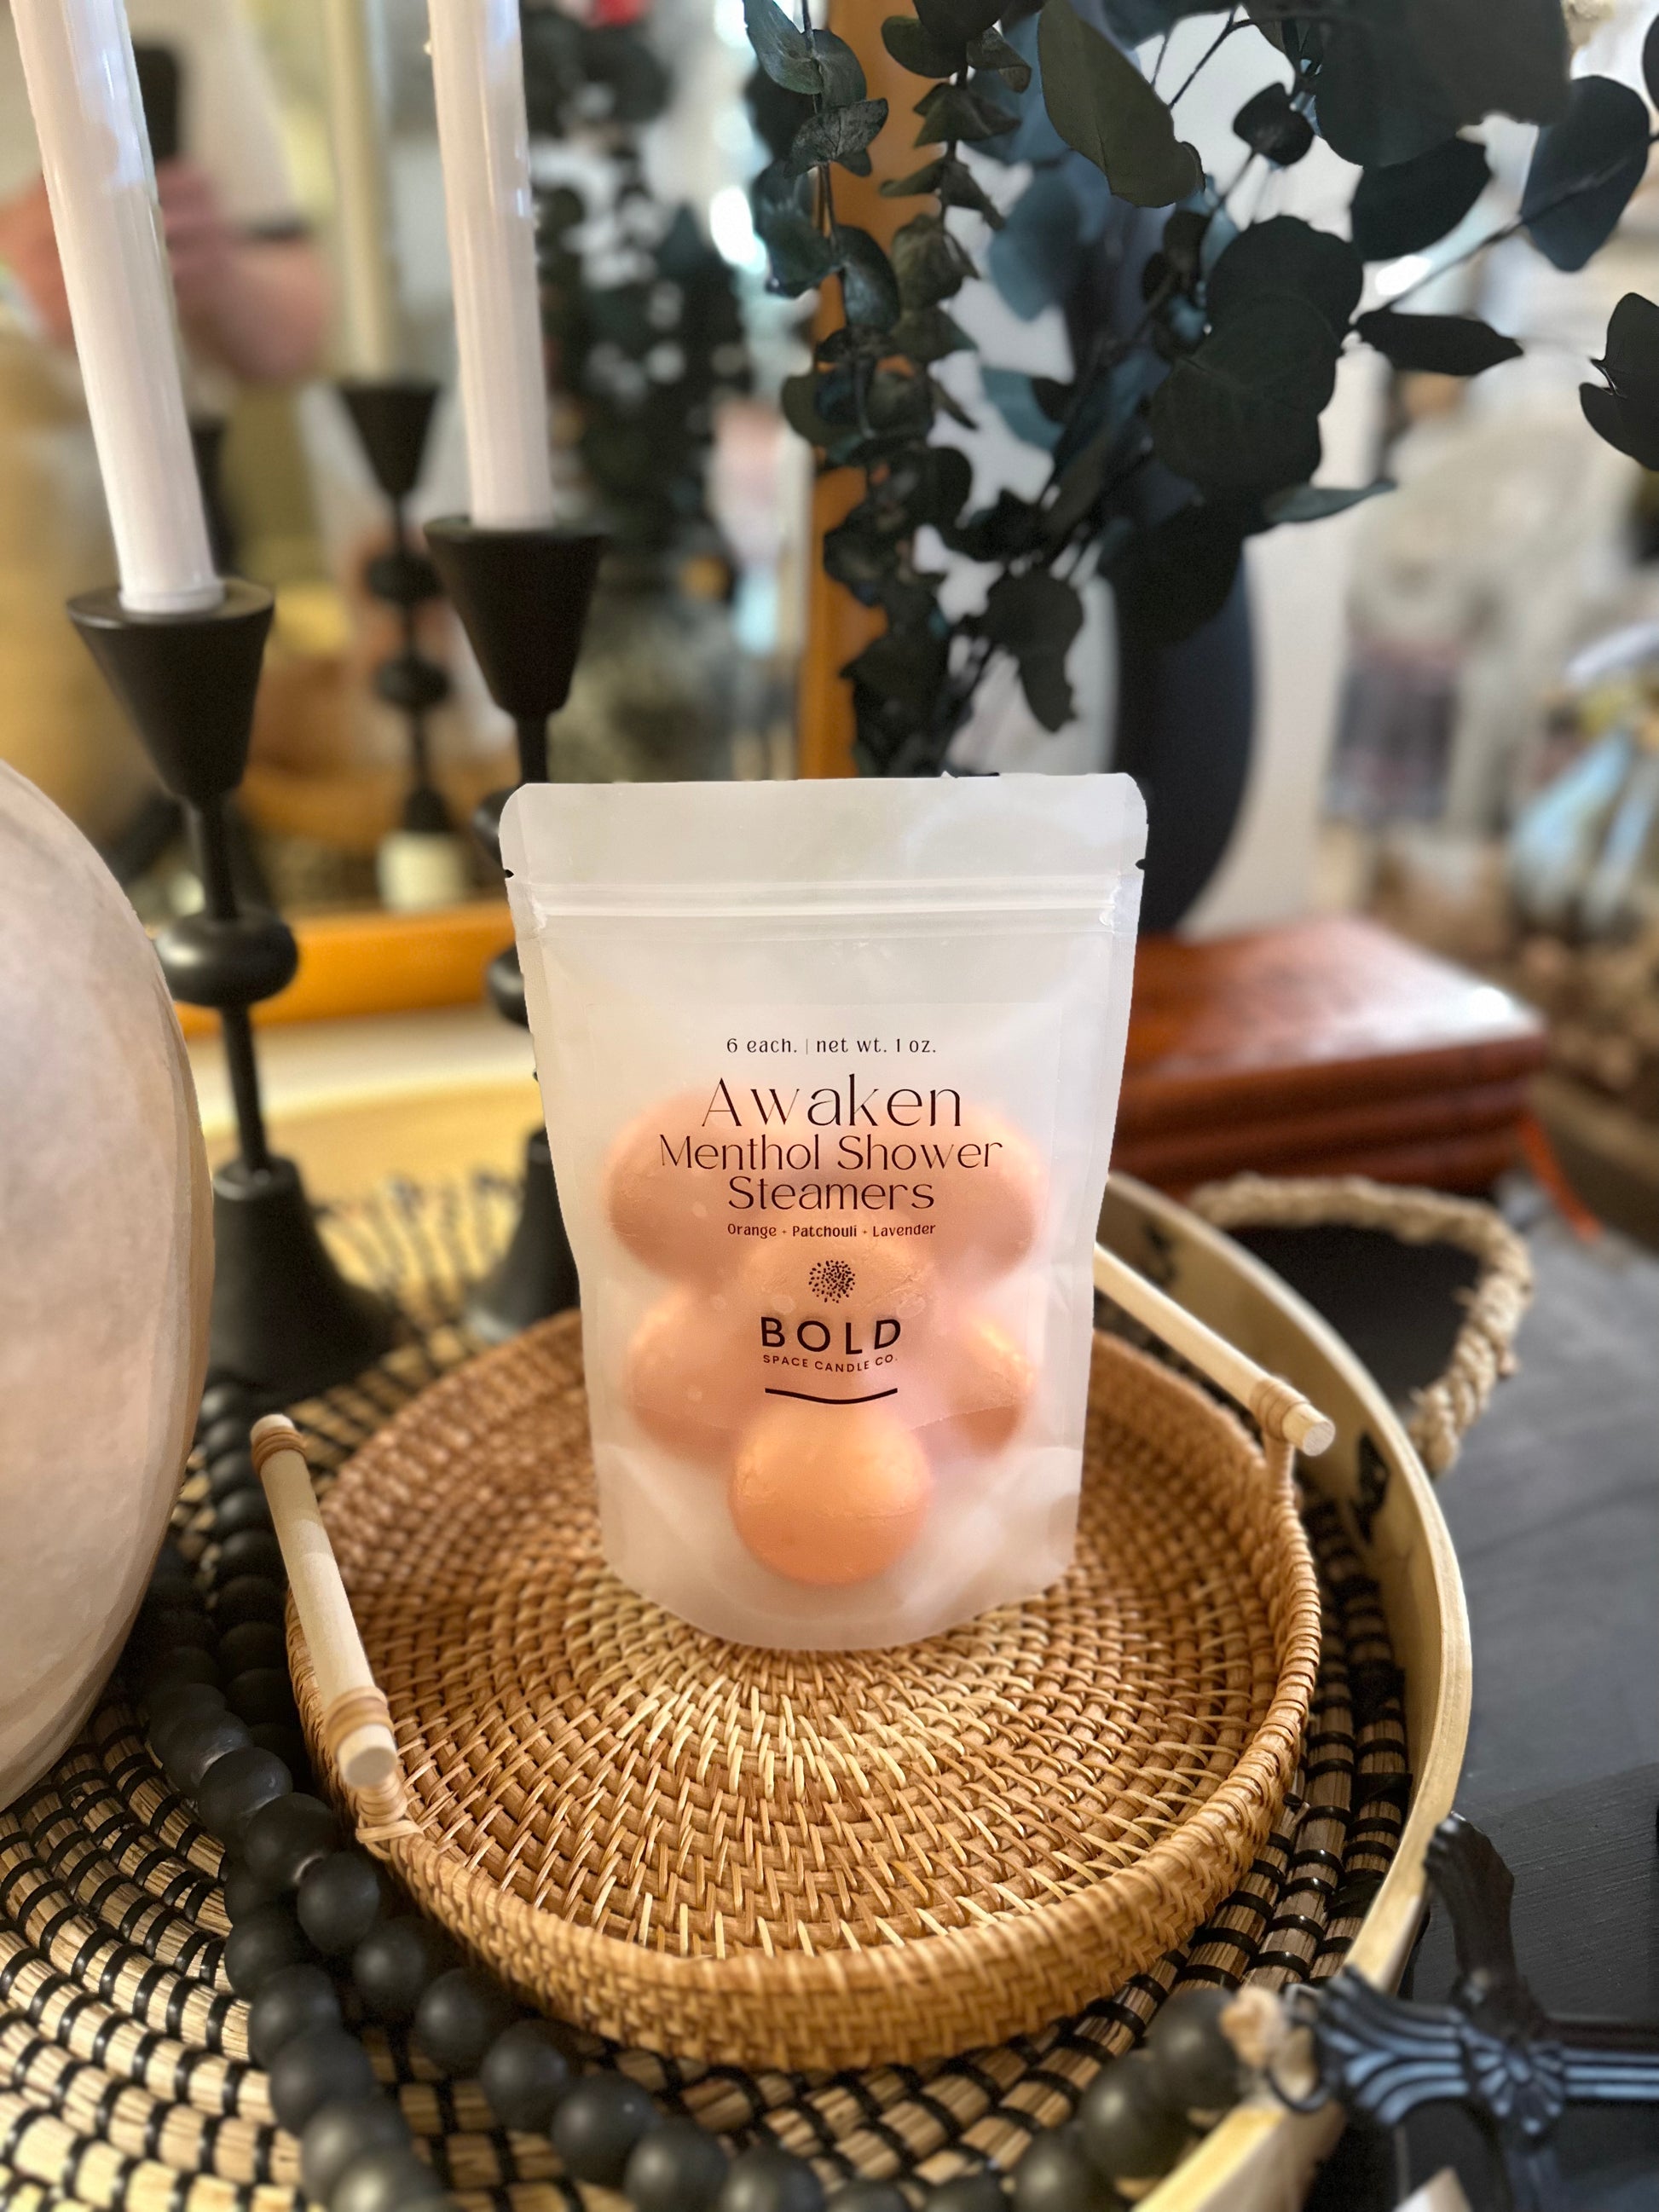 6 each. | net wt. 1 oz.
Awaken
Menthol Shower
Steamers
Orange • Patchouli • Lavender
BOLD
SPACE CANDLE CO.